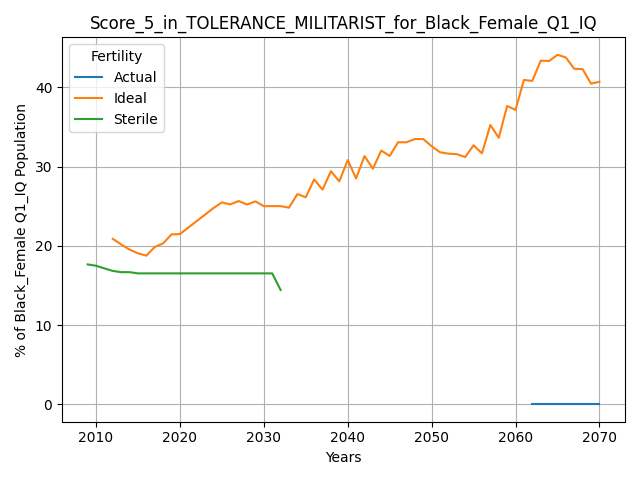 Score_5_in_TOLERANCE_MILITARIST_for_Black_Female_Q1_IQ
Fertility
Actual
Ideal
Sterile
% of Black_Female Q1_IQ Population
40
30
20
10
0
2010 2020 2030 2040 2050 2060 2070
Years